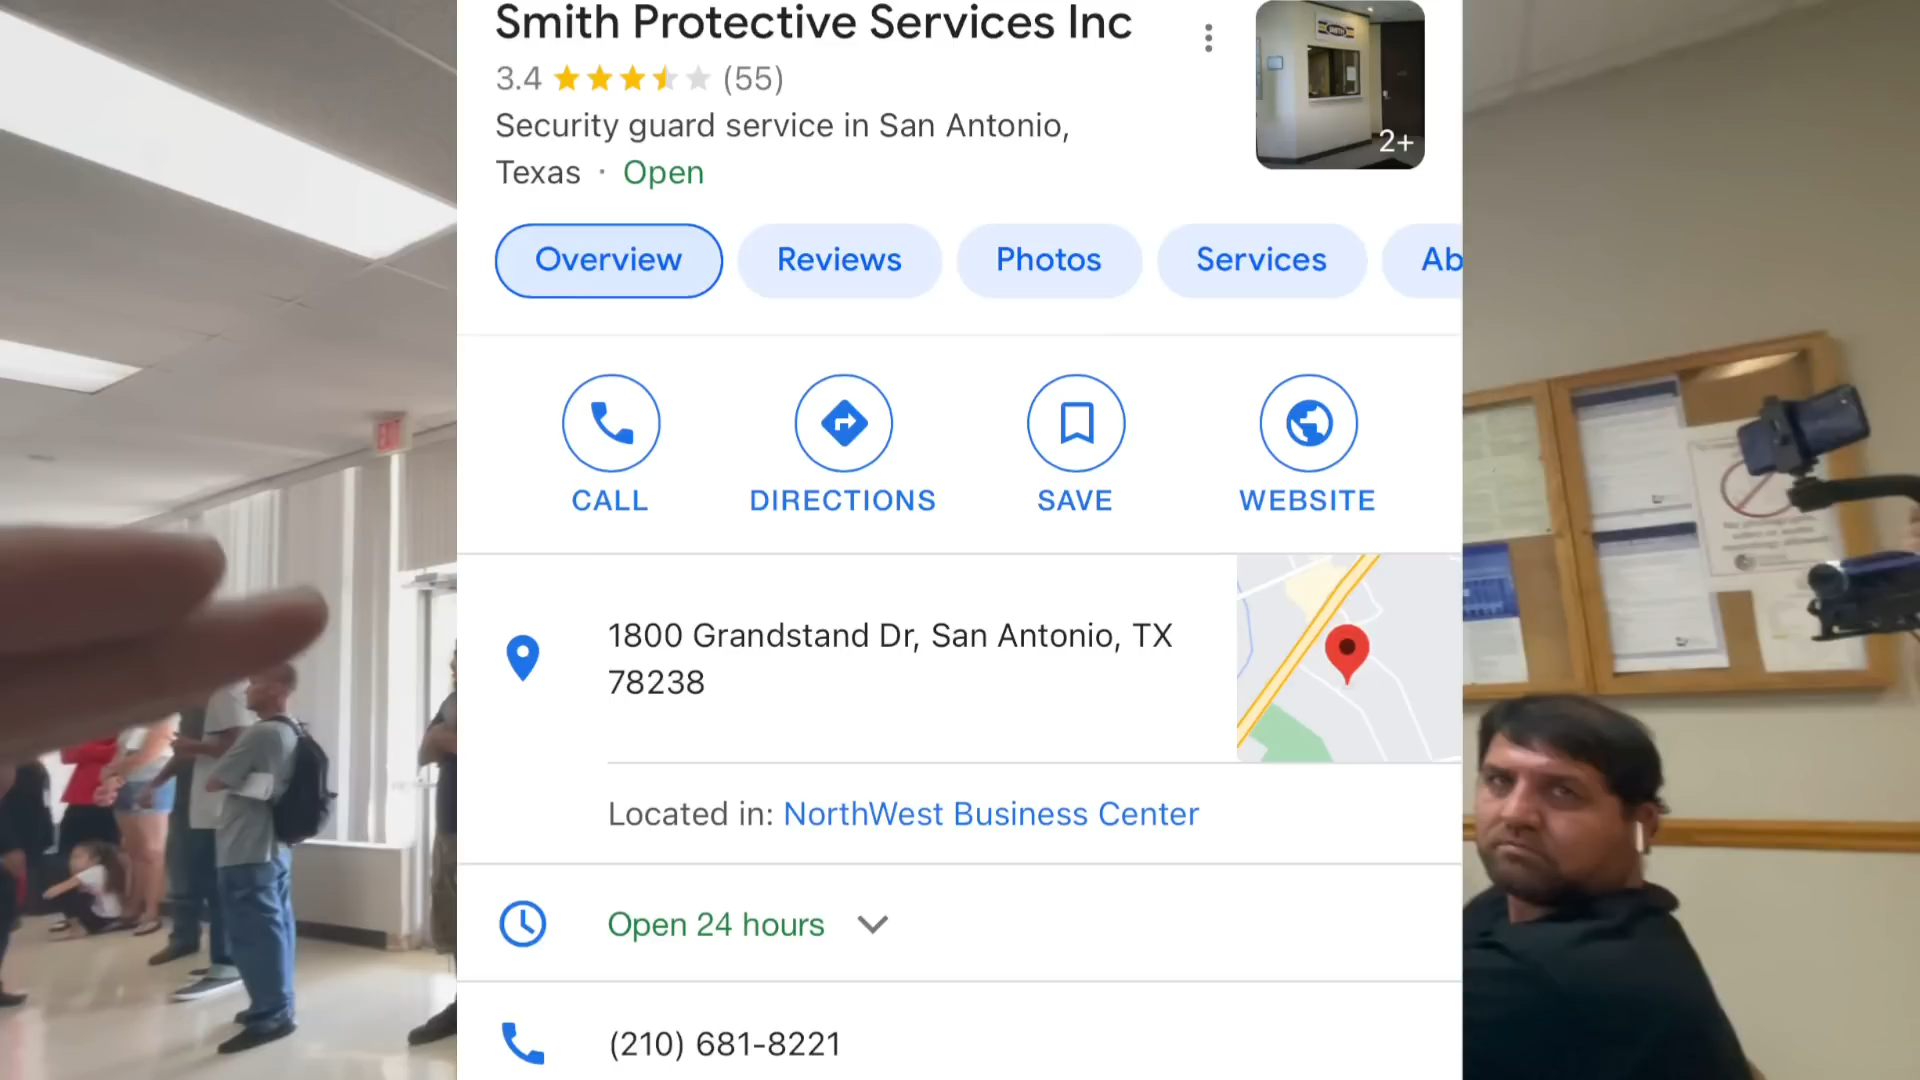 Smith Protective Services Inc
3.4 (55)
Security guard service in San Antonio,
Texas · Open
2+
Overview
Reviews
Photos
Services
Ab
CALL
DIRECTIONS
SAVE
WEBSITE
1800 Grandstand Dr, San Antonio, TX
78238
Located in: NorthWest Business Center
Open 24 hours
(210) 681-8221
EXIT
SMITH